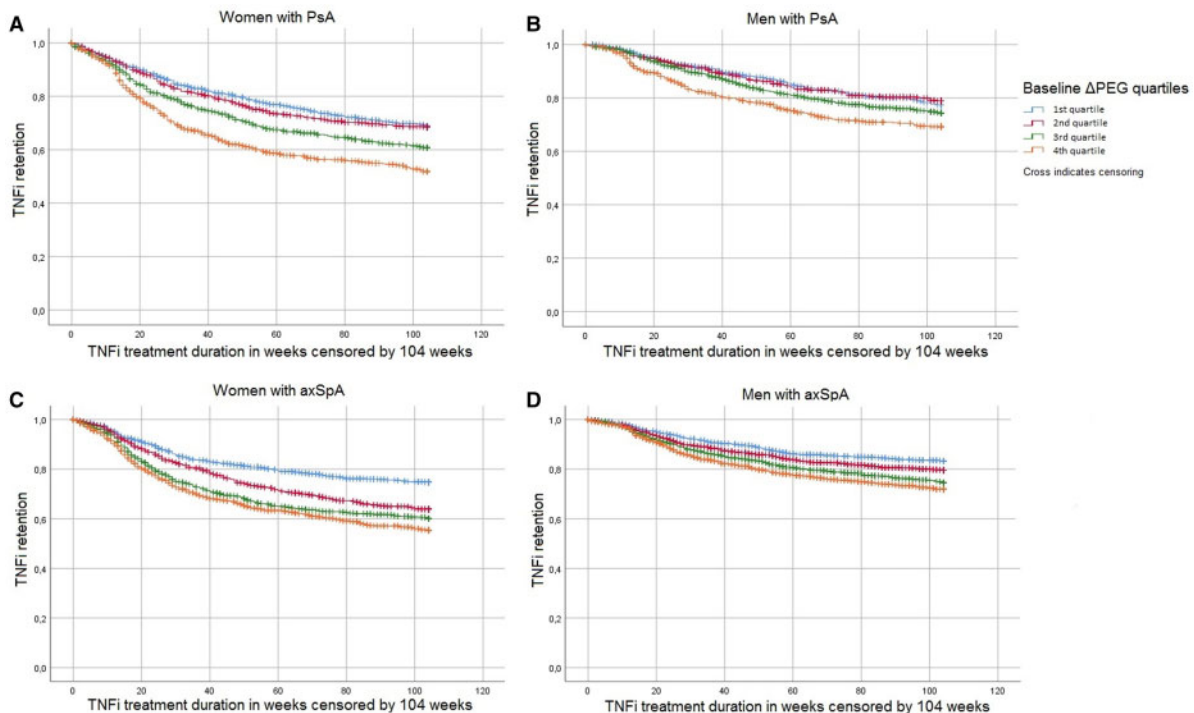 A
Women with PsA
1,0
0,8
0,6
0,4
0,2
0,0
TNFi retention
0 20 40 60 80 100 120
TNFi treatment duration in weeks censored by 104 weeks
B
Men with PsA
1,0
0,8
0,6
0,4
0,2
0,0
TNFi retention
0 20 40 60 80 100 120
TNFi treatment duration in weeks censored by 104 weeks
Baseline ΔPEG quartiles
1st quartile
2nd quartile
3rd quartile
4th quartile
Cross indicates censoring
C
Women with axSpA
1,0
0,8
0,6
0,4
0,2
0,0
TNFi retention
0 20 40 60 80 100 120
TNFi treatment duration in weeks censored by 104 weeks
D
Men with axSpA
1,0
0,8
0,6
0,4
0,2
0,0
TNFi retention
0 20 40 60 80 100 120
TNFi treatment duration in weeks censored by 104 weeks